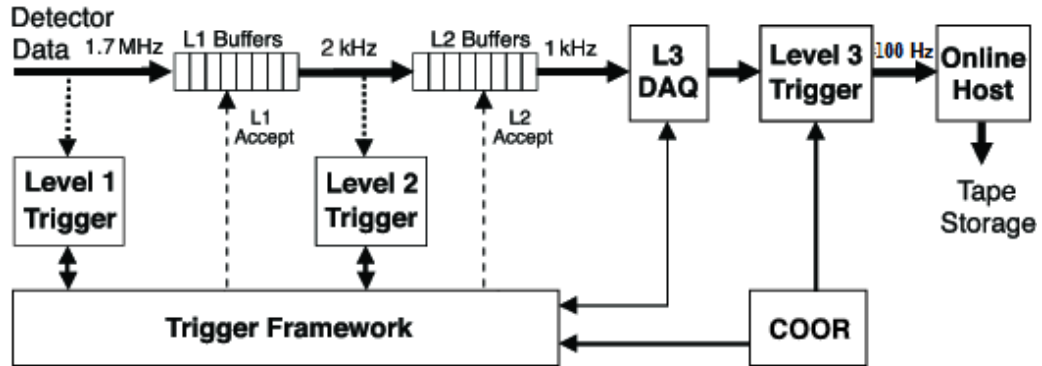 Detector
Data
1.7 MHz
L1 Buffers
2 kHz
L2 Buffers
1 kHz
L3
DAQ
Level 3
Trigger
100 Hz
Online
Host
L1
Accept
L2
Accept
Level 1
Trigger
Level 2
Trigger
Tape
Storage
Trigger Framework
COOR